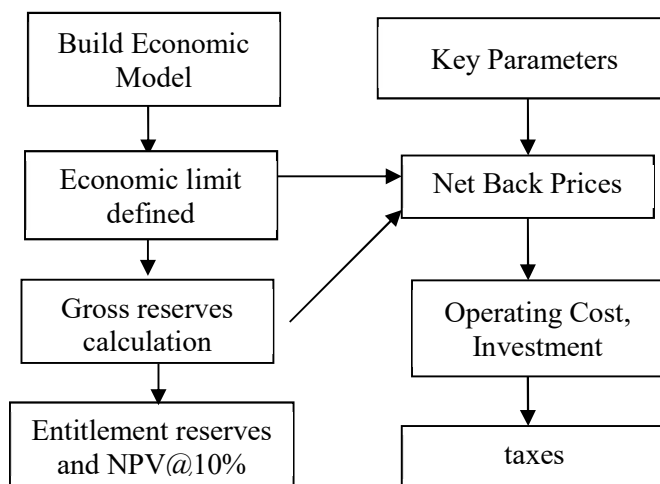 Build Economic
Model
Economic limit
defined
Gross reserves
calculation
Entitlement reserves
and NPV@10%
Key Parameters
Net Back Prices
Operating Cost,
Investment
taxes